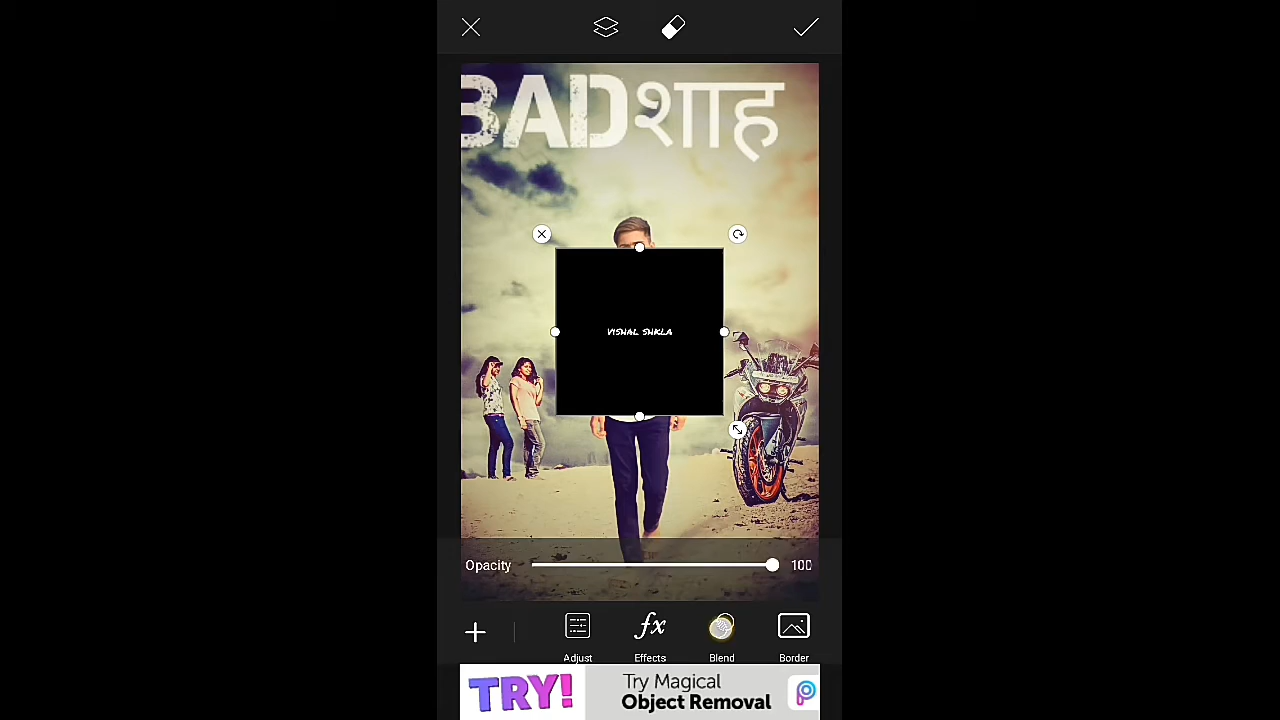 BADशाह
VISHAL SHKLA
Opacity 100
Adjust Effects Blend Border
TRY! Try Magical
Object Removal